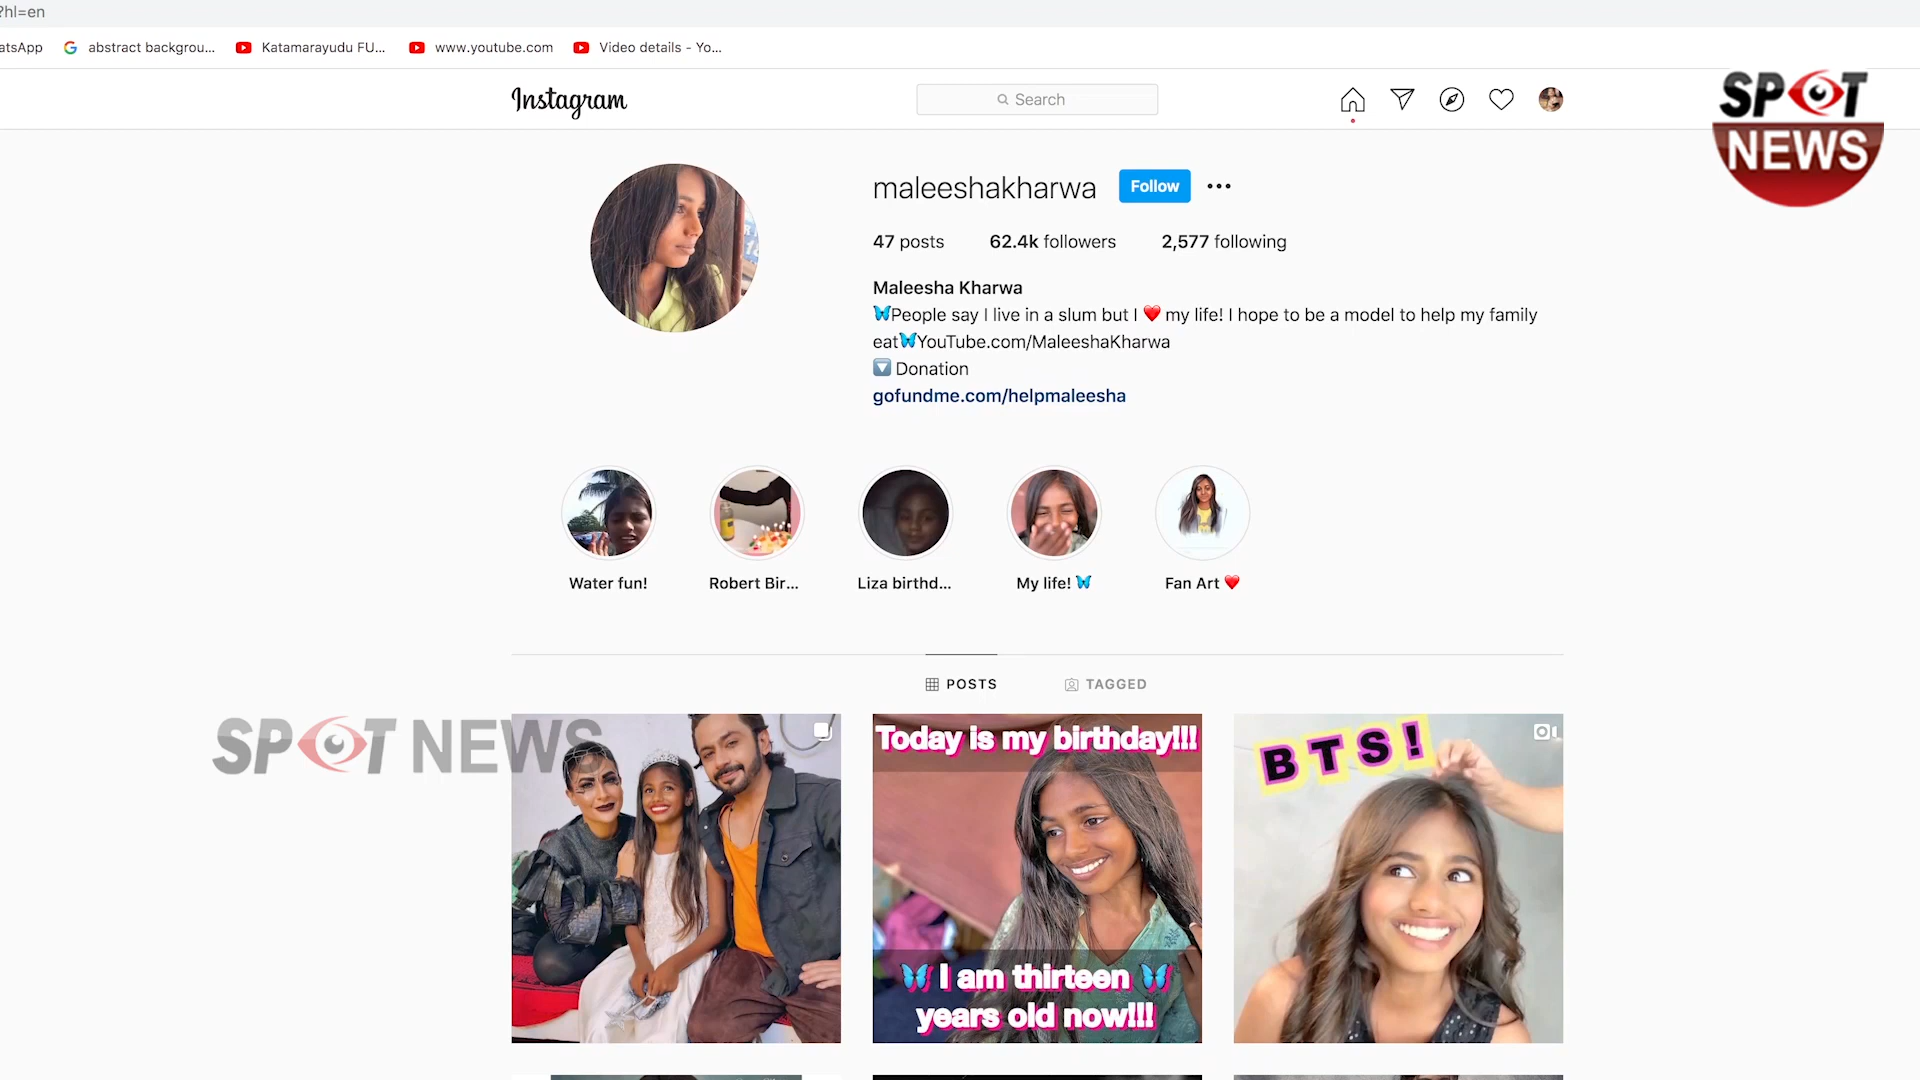 ?hl=en
atsApp
abstract backgrou...
Katamarayudu FU...
www.youtube.com
Video details - Yo...
Instagram
Search
SPOT
NEWS
maleeshakharwa
Follow
47 posts
62.4k followers
2,577 following
Maleesha Kharwa
🦋People say I live in a slum but I ❤️ my life! I hope to be a model to help my family
eat🦋YouTube.com/MaleeshaKharwa
🔽 Donation
gofundme.com/helpmaleesha
Water fun!
Robert Bir...
Liza birthd...
My life! 🦋
Fan Art ❤️
POSTS
TAGGED
SPOT NEWS
Today is my birthday!!!
🦋 I am thirteen 🦋
years old now!!!
BTS!